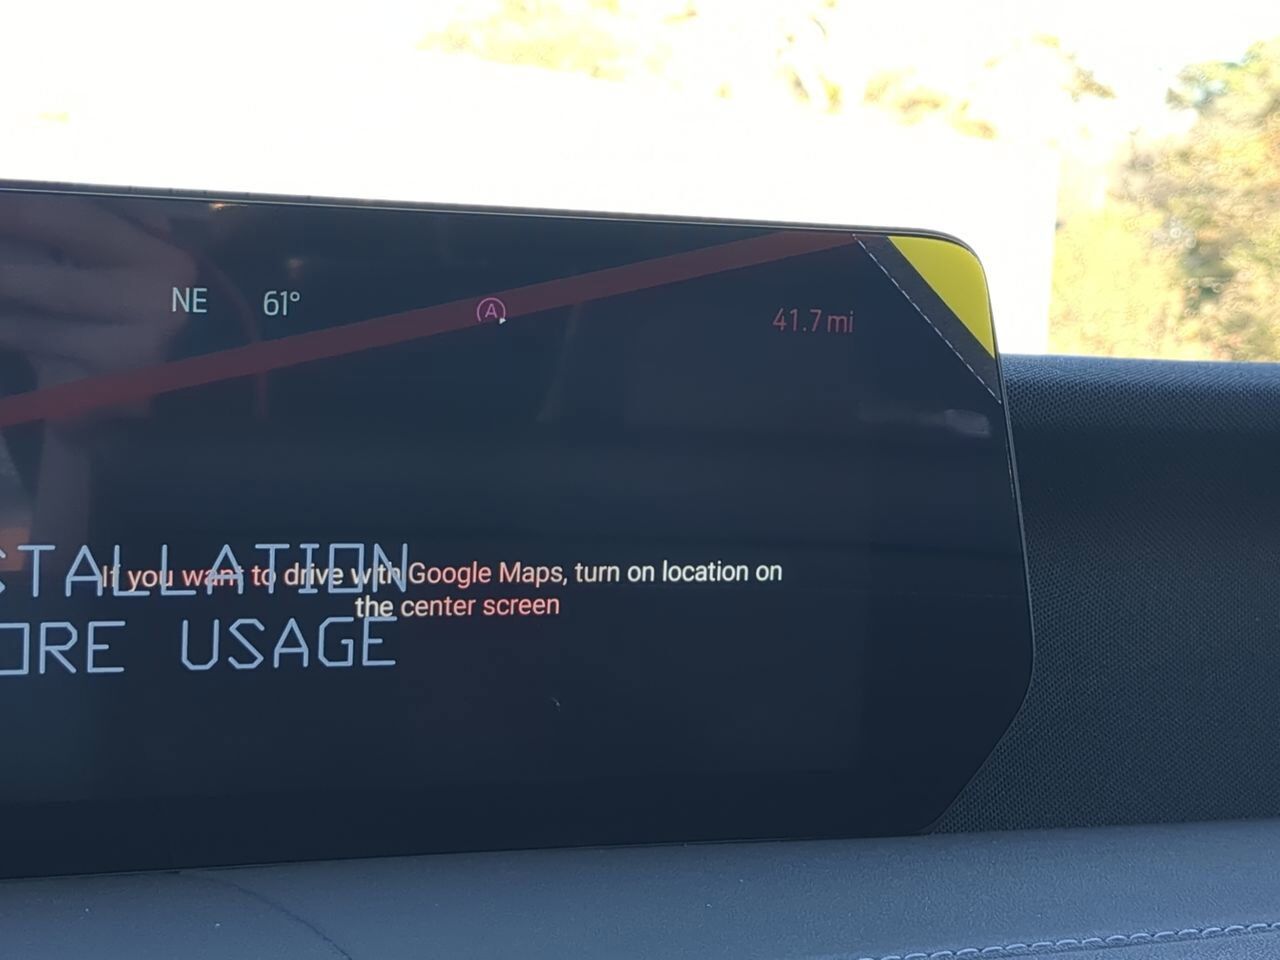 NE 61° A 41.7 mi
If you want to drive with Google Maps, turn on location on
the center screen
STALLATION
ORE USAGE